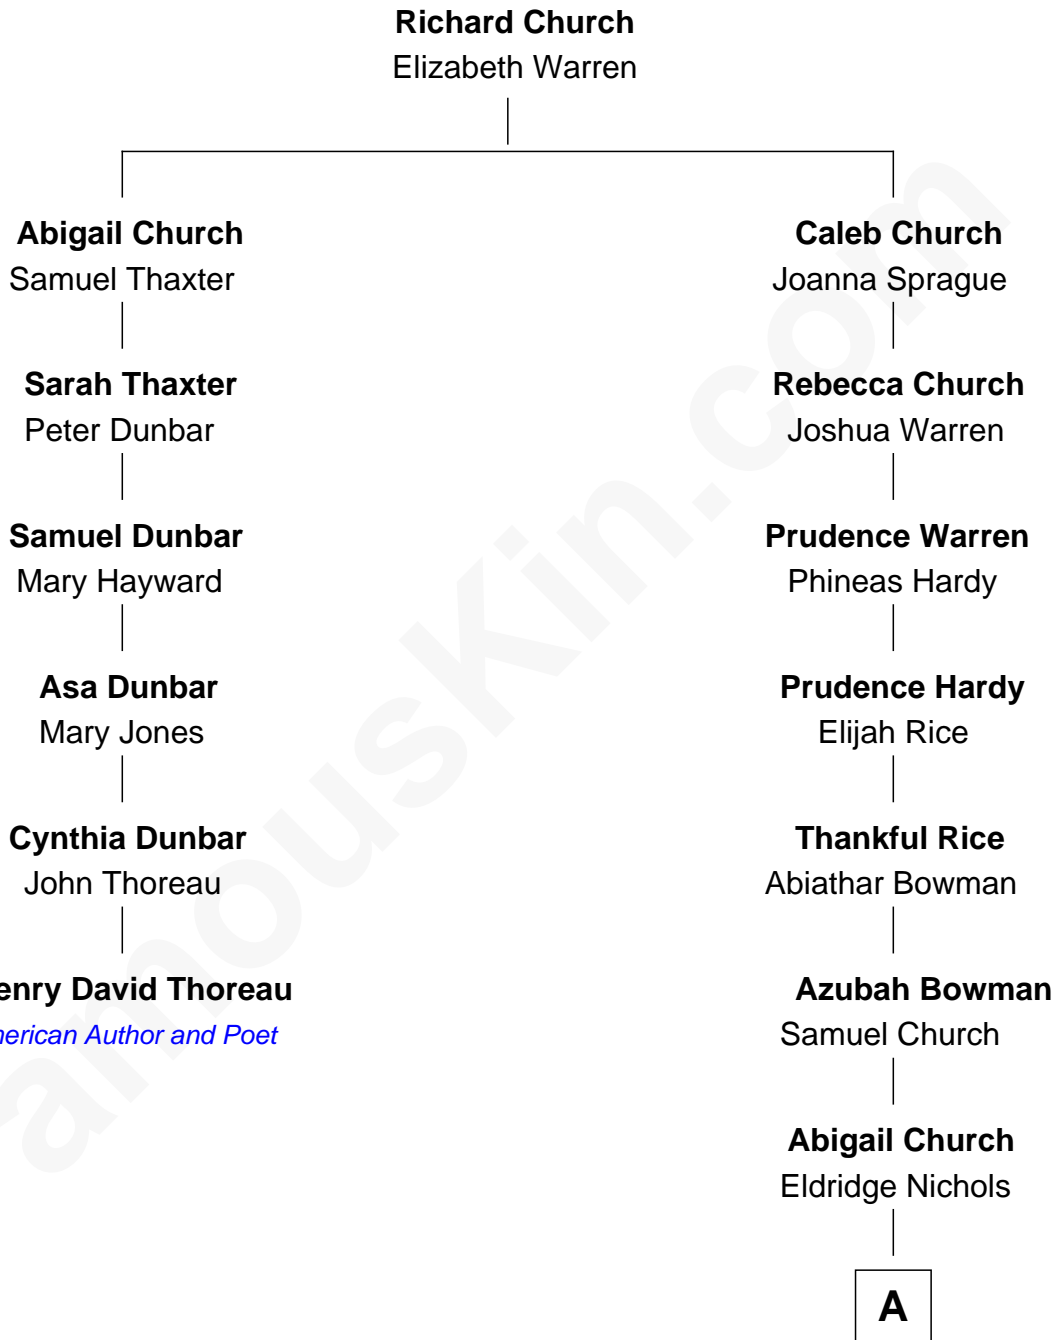 Richard Church
Elizabeth Warren
Abigail Church
Samuel Thaxter
Caleb Church
Joanna Sprague
Sarah Thaxter
Peter Dunbar
Rebecca Church
Joshua Warren
Samuel Dunbar
Mary Hayward
Prudence Warren
Phineas Hardy
Asa Dunbar
Mary Jones
Prudence Hardy
Elijah Rice
Cynthia Dunbar
John Thoreau
Thankful Rice
Abiathar Bowman
enry David Thoreau
merican Author and Poet
Azubah Bowman
Samuel Church
Abigail Church
Eldridge Nichols
A
amouskin.com